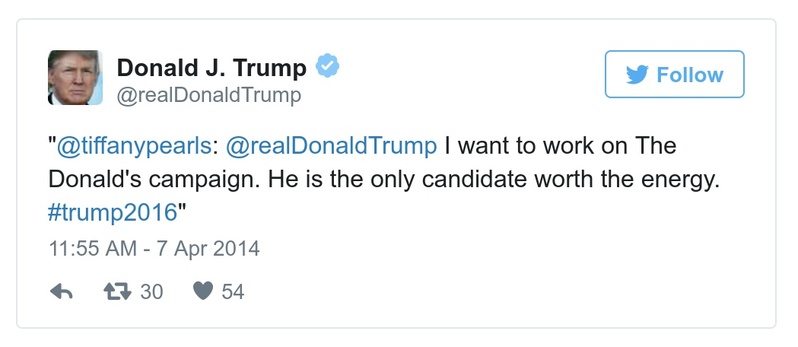 Donald J. Trump
@realDonaldTrump
Follow
"@tiffanypearls: @realDonaldTrump I want to work on The
Donald's campaign. He is the only candidate worth the energy.
#trump2016"
11:55 AM - 7 Apr 2014
30 54